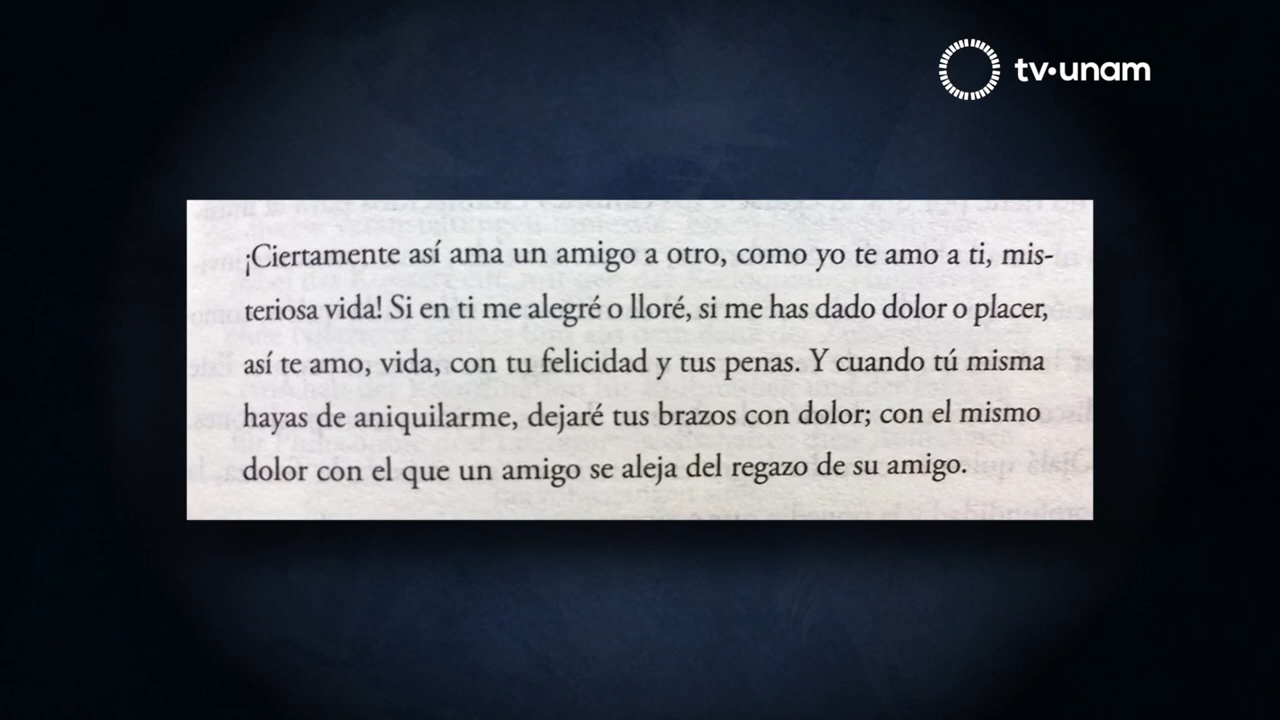 tv·unam
¡Ciertamente así ama un amigo a otro, como yo te amo a ti, mis-
teriosa vida! Si en ti me alegré o lloré, si me has dado dolor o placer,
así te amo, vida, con tu felicidad y tus penas. Y cuando tú misma
hayas de aniquilarme, dejaré tus brazos con dolor; con el mismo
dolor con el que un amigo se aleja del regazo de su amigo.